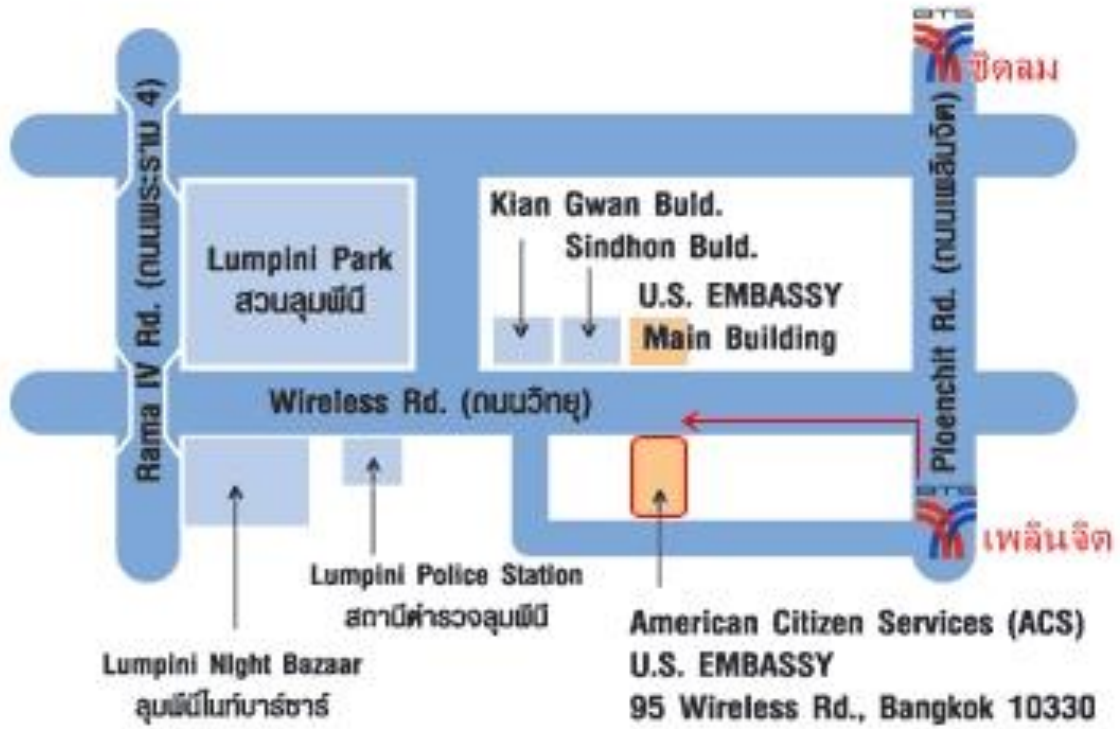 BTS
ชิดลม
Rama IV Rd. (ถนนพระราม 4)
Ploenchit Rd. (ถนนเพลินจิต)
Kian Gwan Buld.
Sindhon Buld.
Lumpini Park
สวนลุมพีนี
U.S. EMBASSY
Main Building
Wireless Rd. (ถนนวิทยุ)
BTS
เพลินจิต
Lumpini Police Station
สถานีตำรวจลุมพีนี
American Citizen Services (ACS)
U.S. EMBASSY
95 Wireless Rd., Bangkok 10330
Lumpini Night Bazaar
ลุมพีนีไนท์บาร์ซาร์